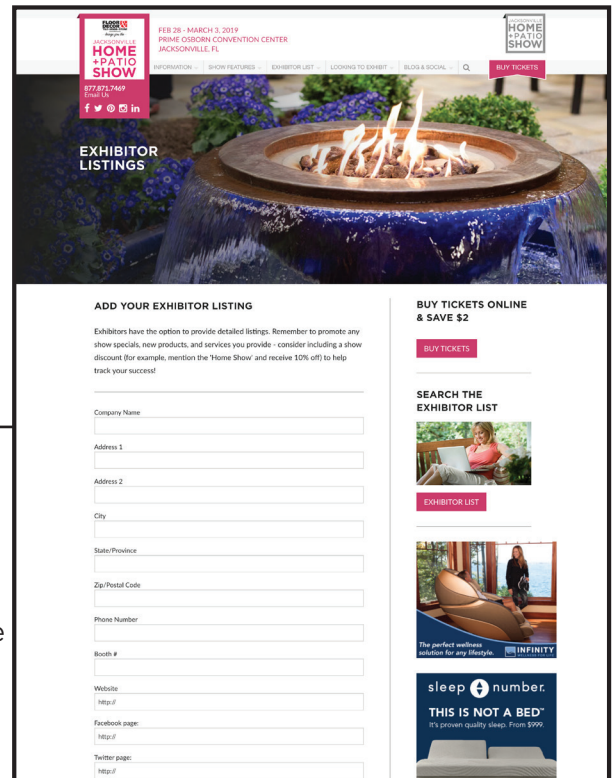 FLOOR
DECOR
JACKSONVILLE
HOME
+PATIO
SHOW
877.871.7469
Email Us
FEB 28 - MARCH 3, 2019
PRIME OSBORN CONVENTION CENTER
JACKSONVILLE, FL
JACKSONVILLE
HOME
+PATIO
SHOW
INFORMATION
SHOW FEATURES
EXHIBITOR LIST
LOOKING TO EXHIBIT
BLOG & SOCIAL
BUY TICKETS
EXHIBITOR
LISTINGS
ADD YOUR EXHIBITOR LISTING
Exhibitors have the option to provide detailed listings. Remember to promote any
show specials, new products, and services you provide - consider including a show
discount (for example, mention the 'Home Show' and receive 10% off) to help
track your success!
Company Name
Address 1
Address 2
City
State/Province
Zip/Postal Code
Phone Number
Booth #
Website
http://
Facebook page:
http://
Twitter page:
http://
BUY TICKETS ONLINE
& SAVE $2
BUY TICKETS
SEARCH THE
EXHIBITOR LIST
EXHIBITOR LIST
The perfect wellness
solution for any lifestyle.
INFINITY
sleep number.
THIS IS NOT A BED™
It's proven quality sleep. From $999.
e